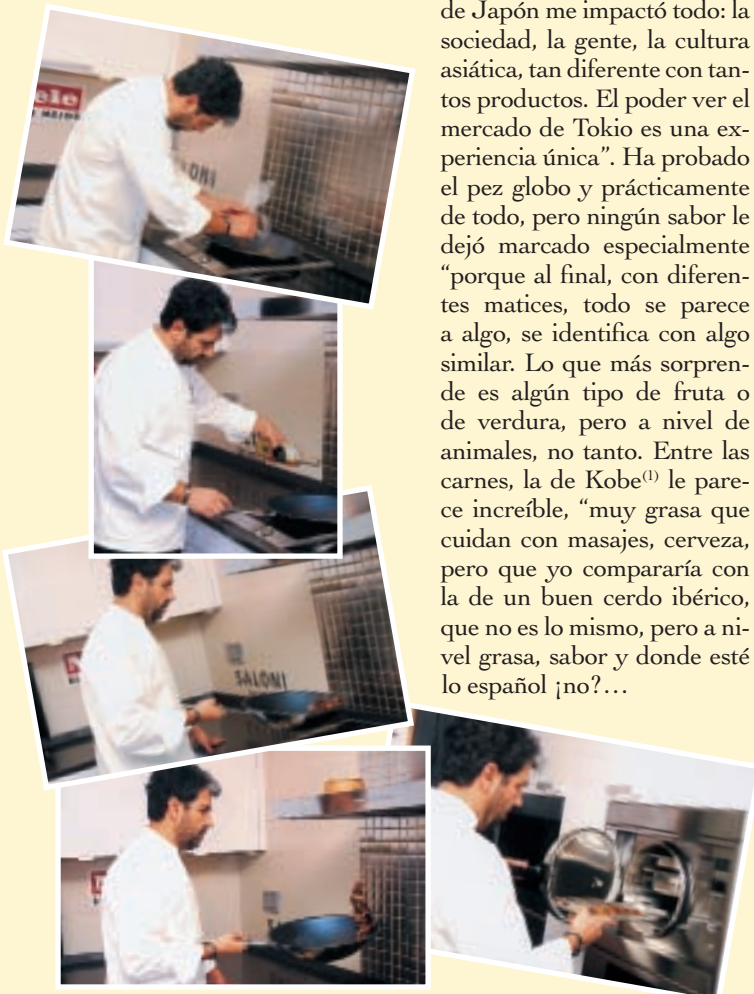 de Japón me impactó todo: la
sociedad, la gente, la cultura
asiática, tan diferente con tan-
tos productos. El poder ver el
mercado de Tokio es una ex-
periencia única”. Ha probado
el pez globo y prácticamente
de todo, pero ningún sabor le
dejó marcado especialmente
“porque al final, con diferen-
tes matices, todo se parece
a algo, se identifica con algo
similar. Lo que más sorpren-
de es algún tipo de fruta o
de verdura, pero a nivel de
animales, no tanto. Entre las
carnes, la de Kobe(1) le pare-
ce increíble, “muy grasa que
cuidan con masajes, cerveza,
pero que yo compararía con
la de un buen cerdo ibérico,
que no es lo mismo, pero a ni-
vel grasa, sabor y donde esté
lo español ¡no?…
ele
SALONI